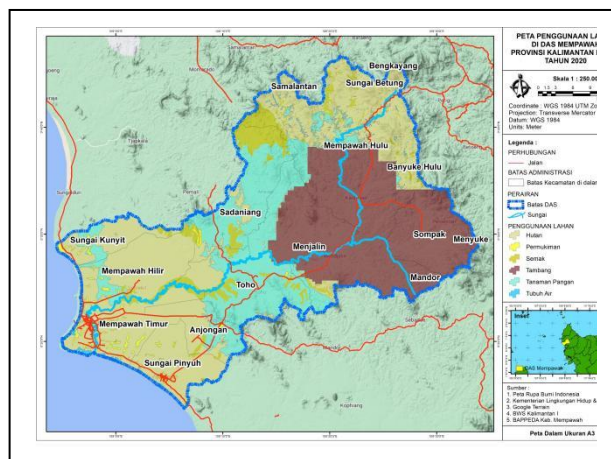 PETA PENGGUNAAN LA
DI DAS MEMPAWAH
PROVINSI KALIMANTAN
TAHUN 2020
Skala 1 : 250.00
Coordinate : WGS 1984 UTM Zo
Projection: Transverse Mercator
Datum: WGS 1984
Units: Meter
Legenda :
PERHUBUNGAN
Jalan
BATAS ADMINISTRASI
Batas Kecamatan di dalam
PERAIRAN
Batas DAS
Sungai
PENGGUNAAN LAHAN
Hutan
Permukiman
Semak
Tambang
Tanaman Pangan
Tubuh Air
Inset
DAS Mempawah
Sumber :
1. Peta Rupa Bumi Indonesia
2. Kementerian Lingkungan Hidup &
3. Google Terrain
4. BWS Kalimantan I
5. BAPPEDA Kab. Mempawah
Peta Dalam Ukuran A3
Bengkayang
Samalantan
Sungai Betung
Mempawah Hulu
Banyuke Hulu
Sadaniang
Sungai Kunyit
Menjalin
Sompak
Menyuke
Mempawah Hilir
Toho
Mandor
Mempawah Timur
Anjongan
Sungai Pinyuh